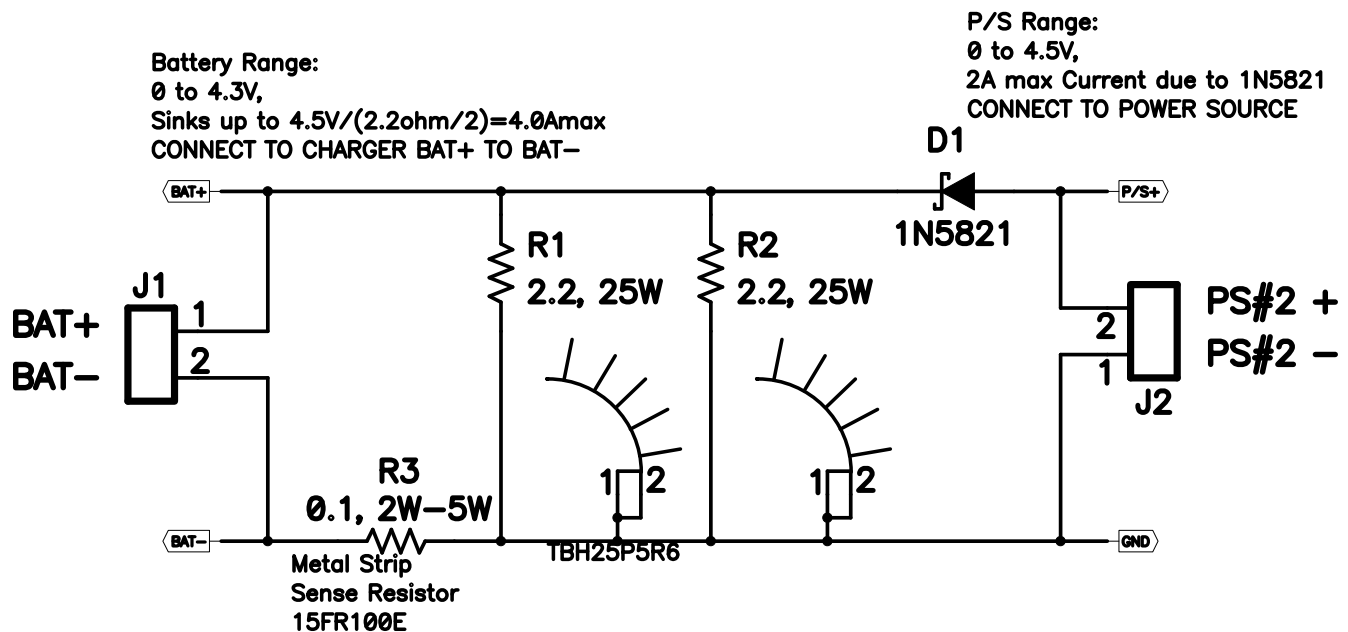 P/S Range:
0 to 4.5V,
2A max Current due to 1N5821
CONNECT TO POWER SOURCE
Battery Range:
0 to 4.3V,
Sinks up to 4.5V/(2.2ohm/2)=4.0Amax
CONNECT TO CHARGER BAT+ TO BAT-
D1
BAT+
P/S+
1N5821
R1
2.2, 25W
R2
2.2, 25W
J1
1
2
BAT+
BAT-
PS#2 +
PS#2 -
2
1
J2
R3
0.1, 2W-5W
1 2
1 2
BAT-
GND
TBH25P5R6
Metal Strip
Sense Resistor
15FR100E